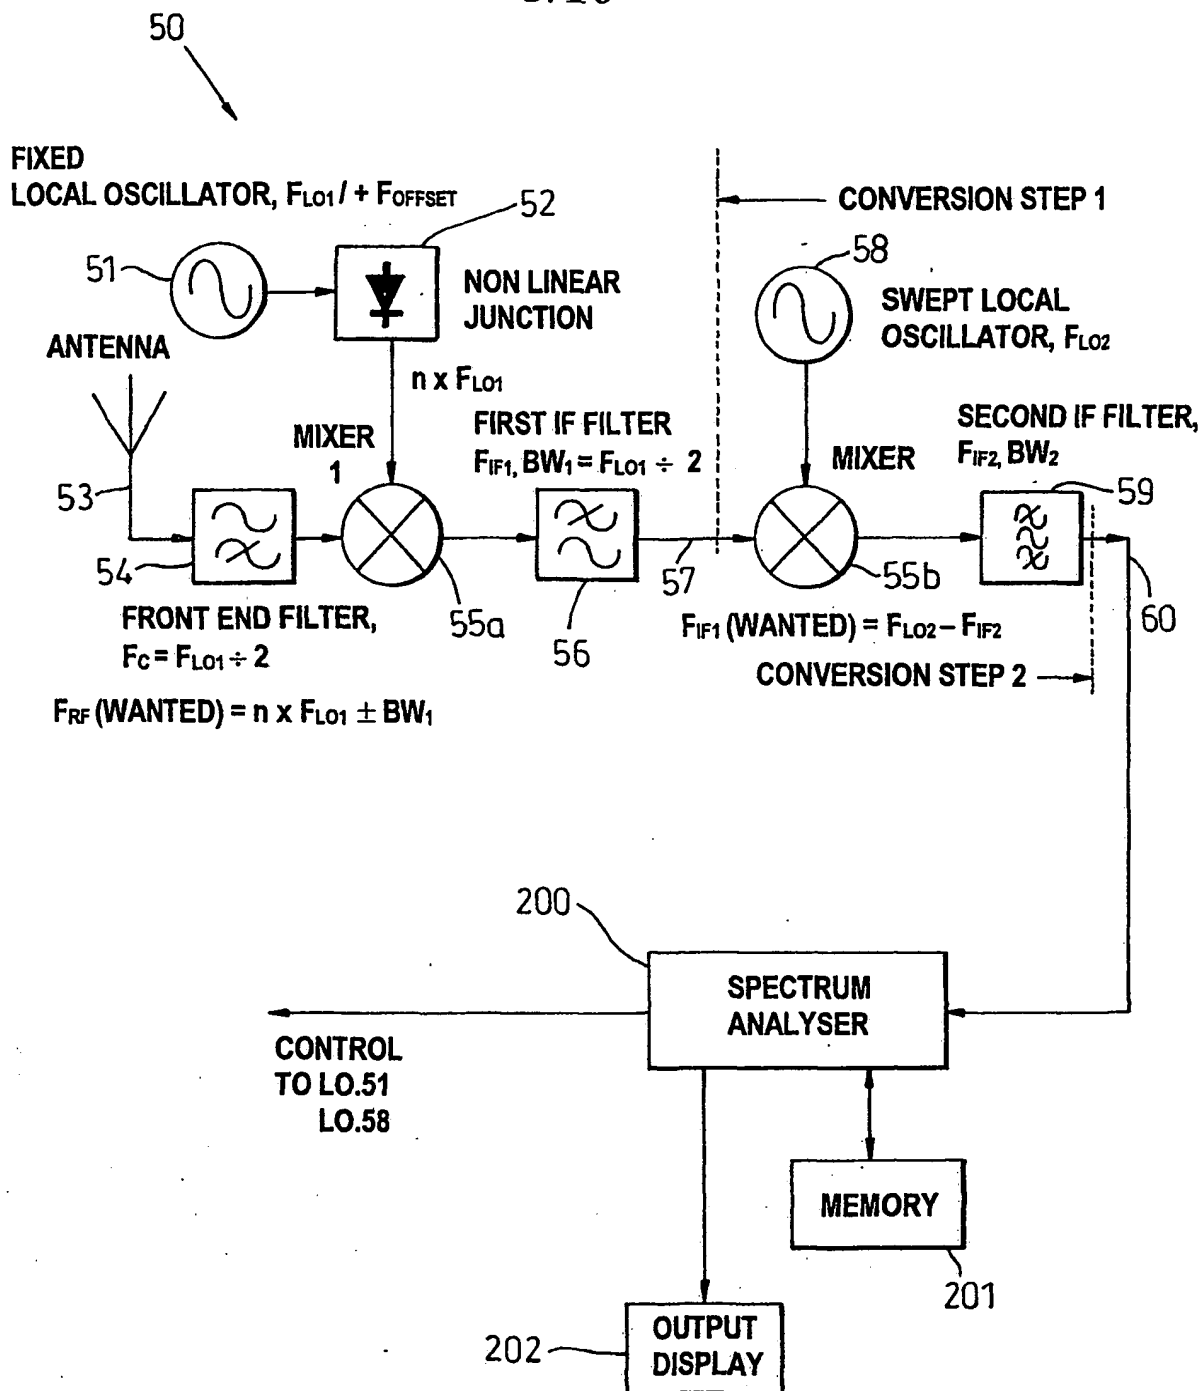 50
FIXED
LOCAL OSCILLATOR, FLO1 / + FOFFSET
52
CONVERSION STEP 1
51
58
NON LINEAR
JUNCTION
SWEPT LOCAL
OSCILLATOR, FLO2
ANTENNA
n x FLO1
MIXER
1
FIRST IF FILTER
FIF1, BW1 = FLO1 ÷ 2
MIXER
SECOND IF FILTER,
FIF2, BW2
59
53
54
55a
56
57
55b
60
FRONT END FILTER,
FC = FLO1 ÷ 2
FIF1 (WANTED) = FLO2 – FIF2
CONVERSION STEP 2
FRF (WANTED) = n x FLO1 ± BW1
200
SPECTRUM
ANALYSER
CONTROL
TO LO.51
LO.58
MEMORY
201
202
OUTPUT
DISPLAY